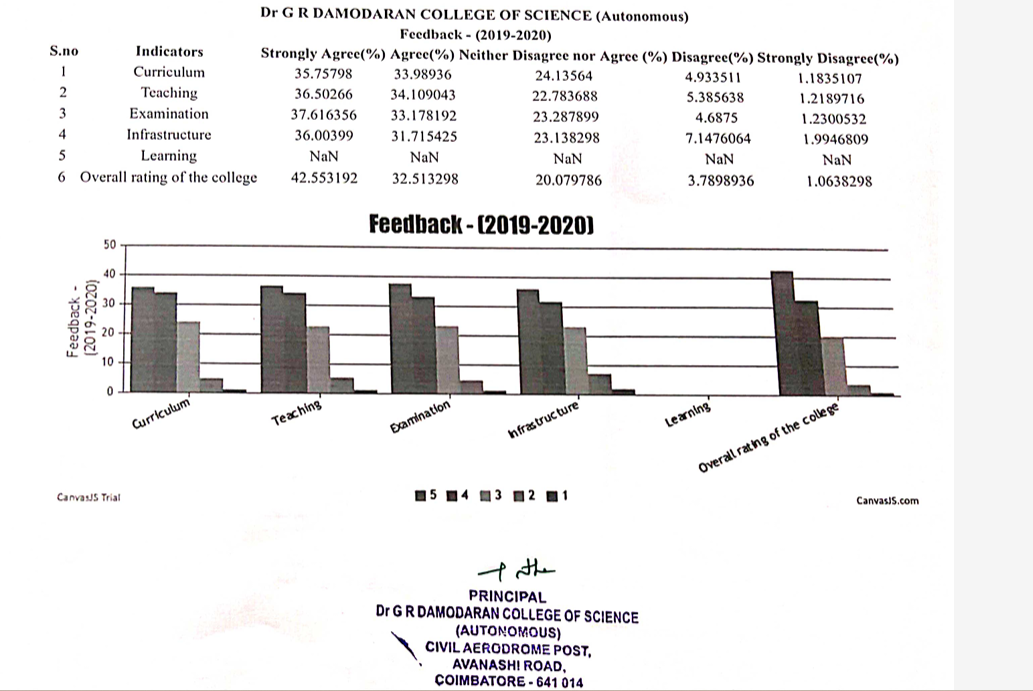 Dr G R DAMODARAN COLLEGE OF SCIENCE (Autonomous)
Feedback - (2019-2020)
S.no Indicators Strongly Agree(%) Agree(%) Neither Disagree nor Agree (%) Disagree(%) Strongly Disagree(%)
1 Curriculum 35.75798 33.98936 24.13564 4.933511 1.1835107
2 Teaching 36.50266 34.109043 22.783688 5.385638 1.2189716
3 Examination 37.616356 33.178192 23.287899 4.6875 1.2300532
4 Infrastructure 36.00399 31.715425 23.138298 7.1476064 1.9946809
5 Learning NaN NaN NaN NaN NaN
6 Overall rating of the college 42.553192 32.513298 20.079786 3.7898936 1.0638298
Feedback - (2019-2020)
50
40
30
20
10
0
Feedback -
(2019-2020)
Curriculum Teaching Examination Infrastructure Learning Overall rating of the college
CanvasJS Trial 5 4 3 2 1 CanvasJS.com
PRINCIPAL
Dr G R DAMODARAN COLLEGE OF SCIENCE
(AUTONOMOUS)
CIVIL AERODROME POST,
AVANASHI ROAD,
COIMBATORE - 641 014